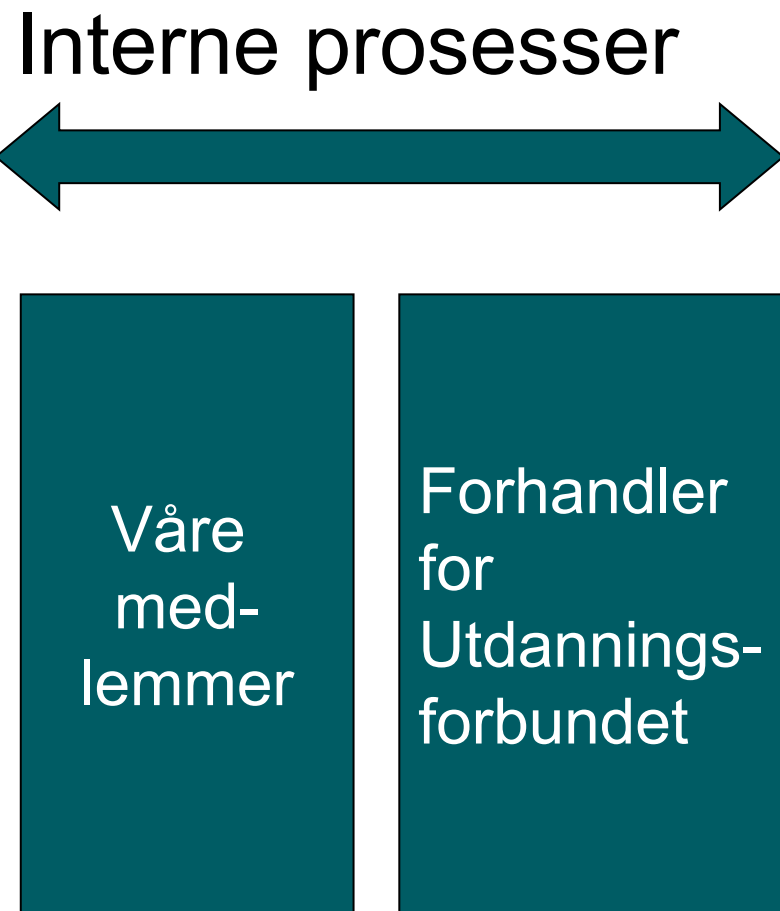 Interne prosesser
Våre
med-
lemmer
Forhandler
for
Utdannings-
forbundet